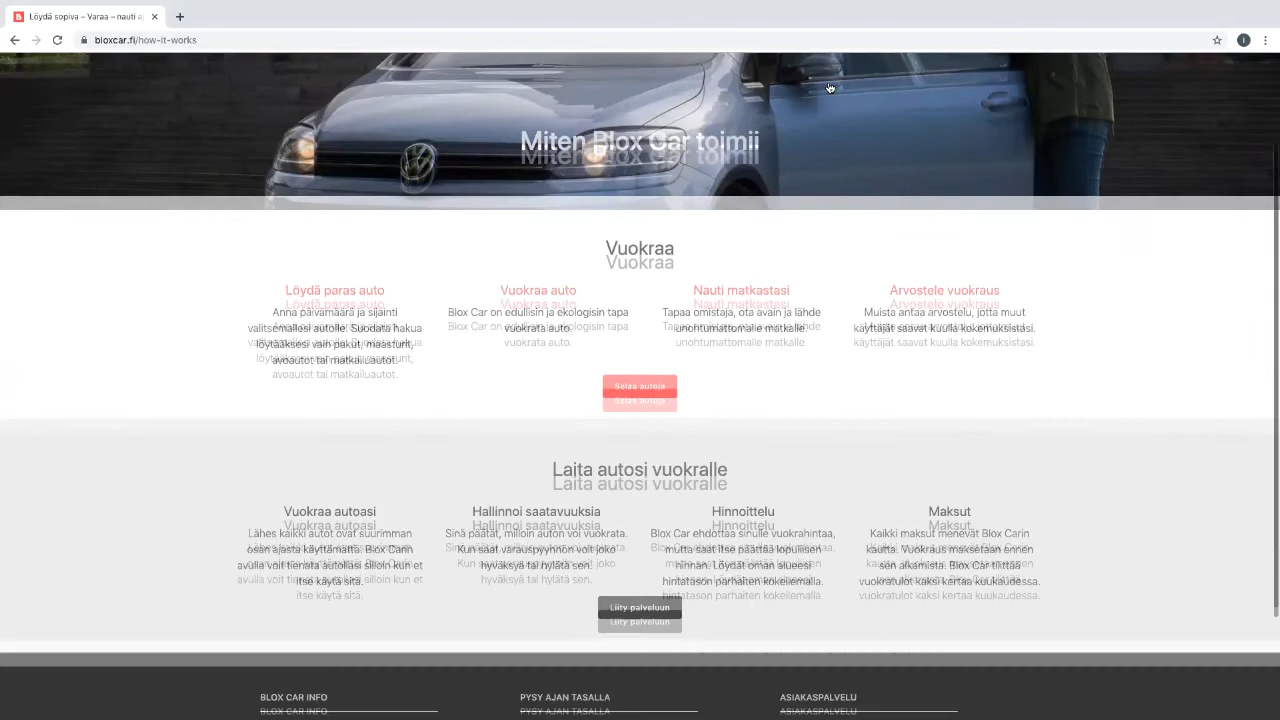 Löydä sopiva – Varaa – nauti a
bloxcar.fi/how-it-works
Miten Blox Car toimii
Vuokraa
Löydä paras auto
Vuokraa auto
Nauti matkastasi
Arvostele vuokraus
Anna päivämäärä ja sijainti
valitsemallesi autolle. Suodata hakua
löytääksesi pakut, maasturit,
avoautot tai matkailuautot.
Blox Car on edullisin ja ekologisin tapa
vuokrata auto.
Tapaa omistaja, ota avain ja lähde
unohtumattomalle matkalle.
Muista antaa arvostelu, jotta muut
käyttäjät saavat kuulla kokemuksistasi.
Selaa autoja
Laita autosi vuokralle
Vuokraa autoasi
Hallinnoi saatavuuksia
Hinnoittelu
Maksut
Lähes kaikki autot ovat suurimman
osan ajasta käyttämättä. Blox Carin
avulla voit tienata autollasi silloin kun et
itse käytä sitä.
Sinä päätät, milloin auton voi vuokrata.
Kun saat varauspyynnön, voit joko
hyväksyä tai hylätä sen.
Blox Car ehdottaa sinulle vuokrahintaa,
mutta saat itse päättää lopullisen
hinnan. Löydät oman alueesi
hintatason parhaiten kokeilemalla.
Kaikki maksut menevät Blox Carin
kautta. Vuokraus maksetaan ennen
sen alkamista. Blox Car tilittää
vuokratulot kaksi kertaa kuukaudessa.
Liity palveluun
BLOX CAR INFO
PYSY AJAN TASALLA
ASIAKASPALVELU